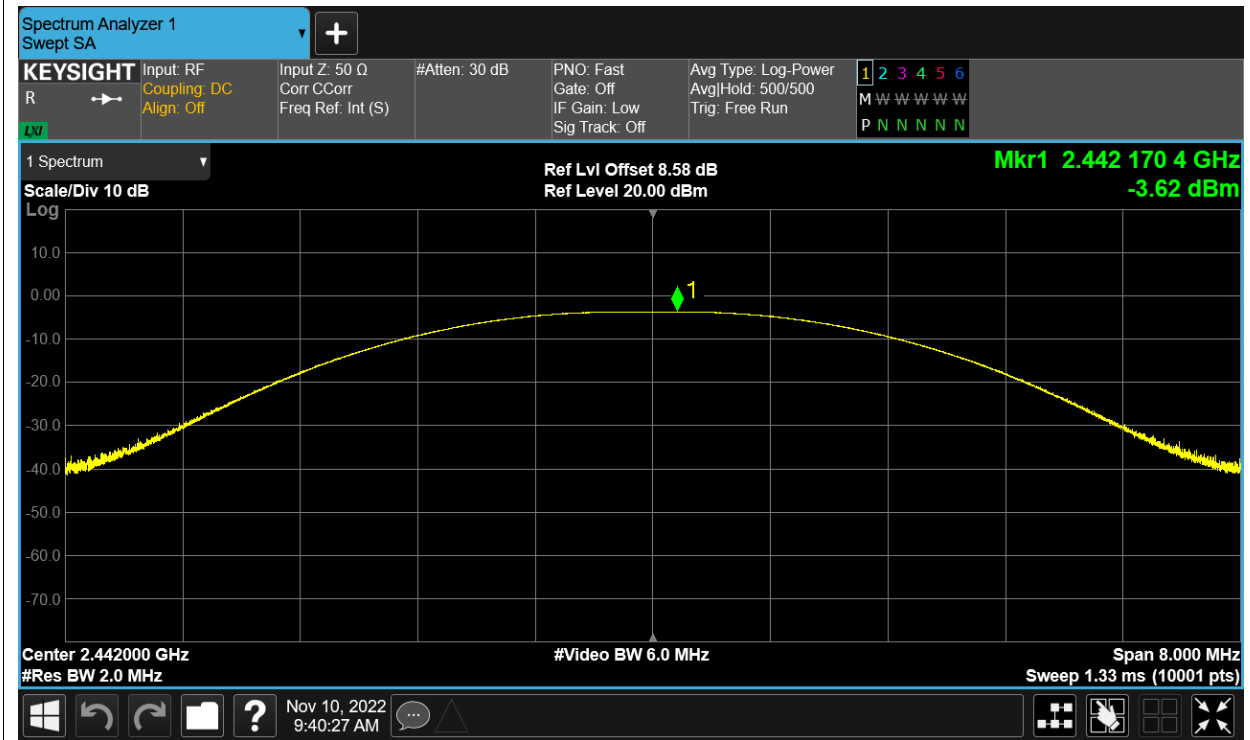 Spectrum Analyzer 1
Swept SA
+
KEYSIGHT
R
LXI
Input: RF
Coupling: DC
Align: Off
Input Z: 50 Ω
Corr CCorr
Freq Ref: Int (S)
#Atten: 30 dB
PNO: Fast
Gate: Off
IF Gain: Low
Sig Track: Off
Avg Type: Log-Power
Avg|Hold: 500/500
Trig: Free Run
1 2 3 4 5 6
M W W W W W
P N N N N N
1 Spectrum
Scale/Div 10 dB
Log
Ref Lvl Offset 8.58 dB
Ref Level 20.00 dBm
Mkr1 2.442 170 4 GHz
-3.62 dBm
10.0
0.00
-10.0
-20.0
-30.0
-40.0
-50.0
-60.0
-70.0
1
Center 2.442000 GHz
#Res BW 2.0 MHz
#Video BW 6.0 MHz
Span 8.000 MHz
Sweep 1.33 ms (10001 pts)
?
Nov 10, 2022
9:40:27 AM